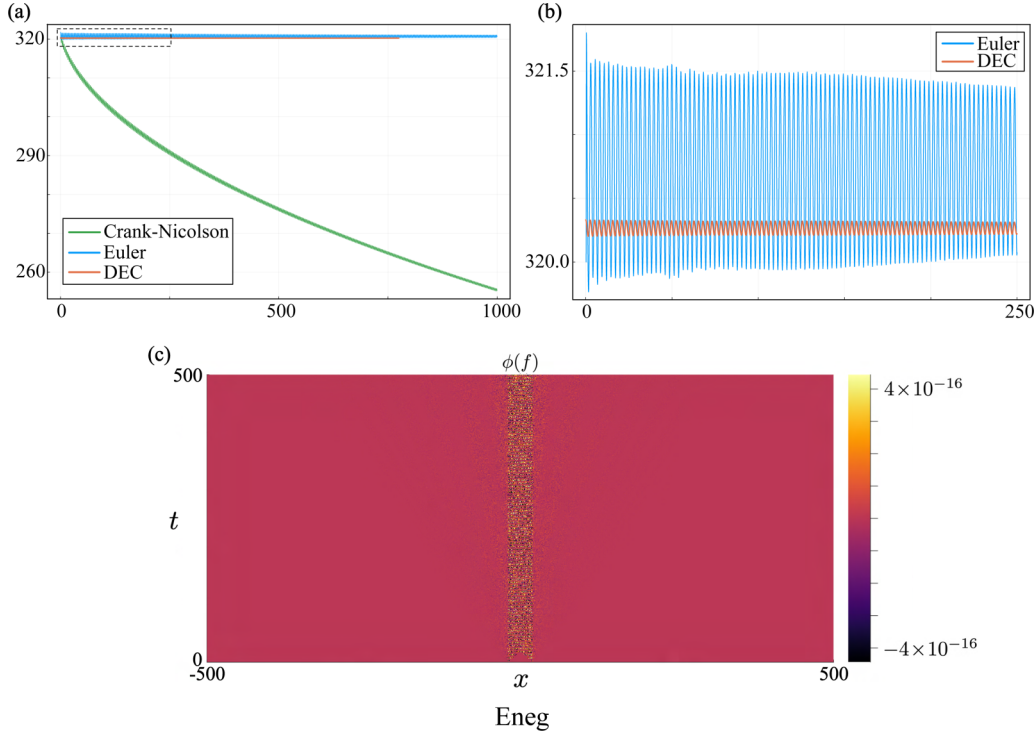 (a)
320
290
260
0
500
1000
Crank-Nicolson
Euler
DEC
(b)
321.5
320.0
0
250
Euler
DEC
(c)
ϕ(f)
500
t
0
-500
x
500
4×10⁻¹⁶
−4×10⁻¹⁶
Eneg